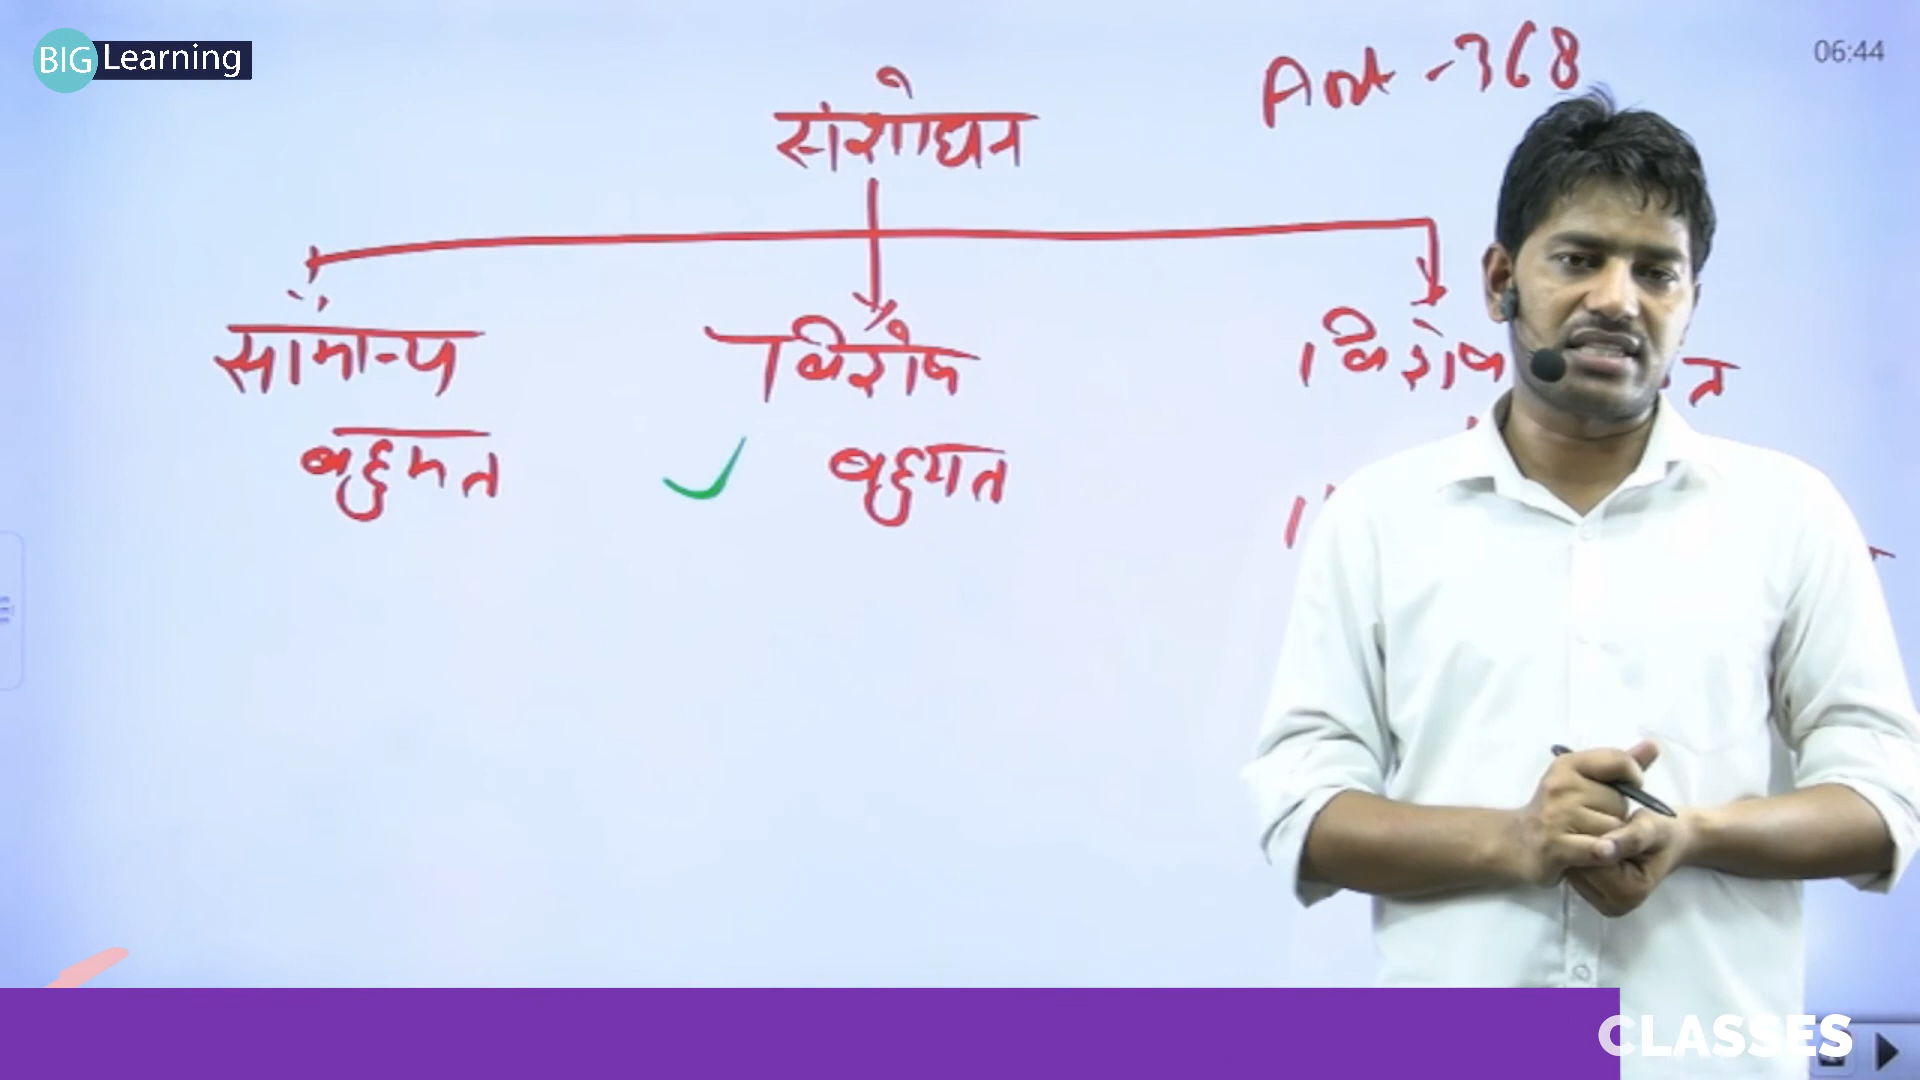 BIG Learning
06:44
Art - 368
संशोधन
सामान्य
बहुमत
विशेष
बहुमत
विशेष
CLASSES